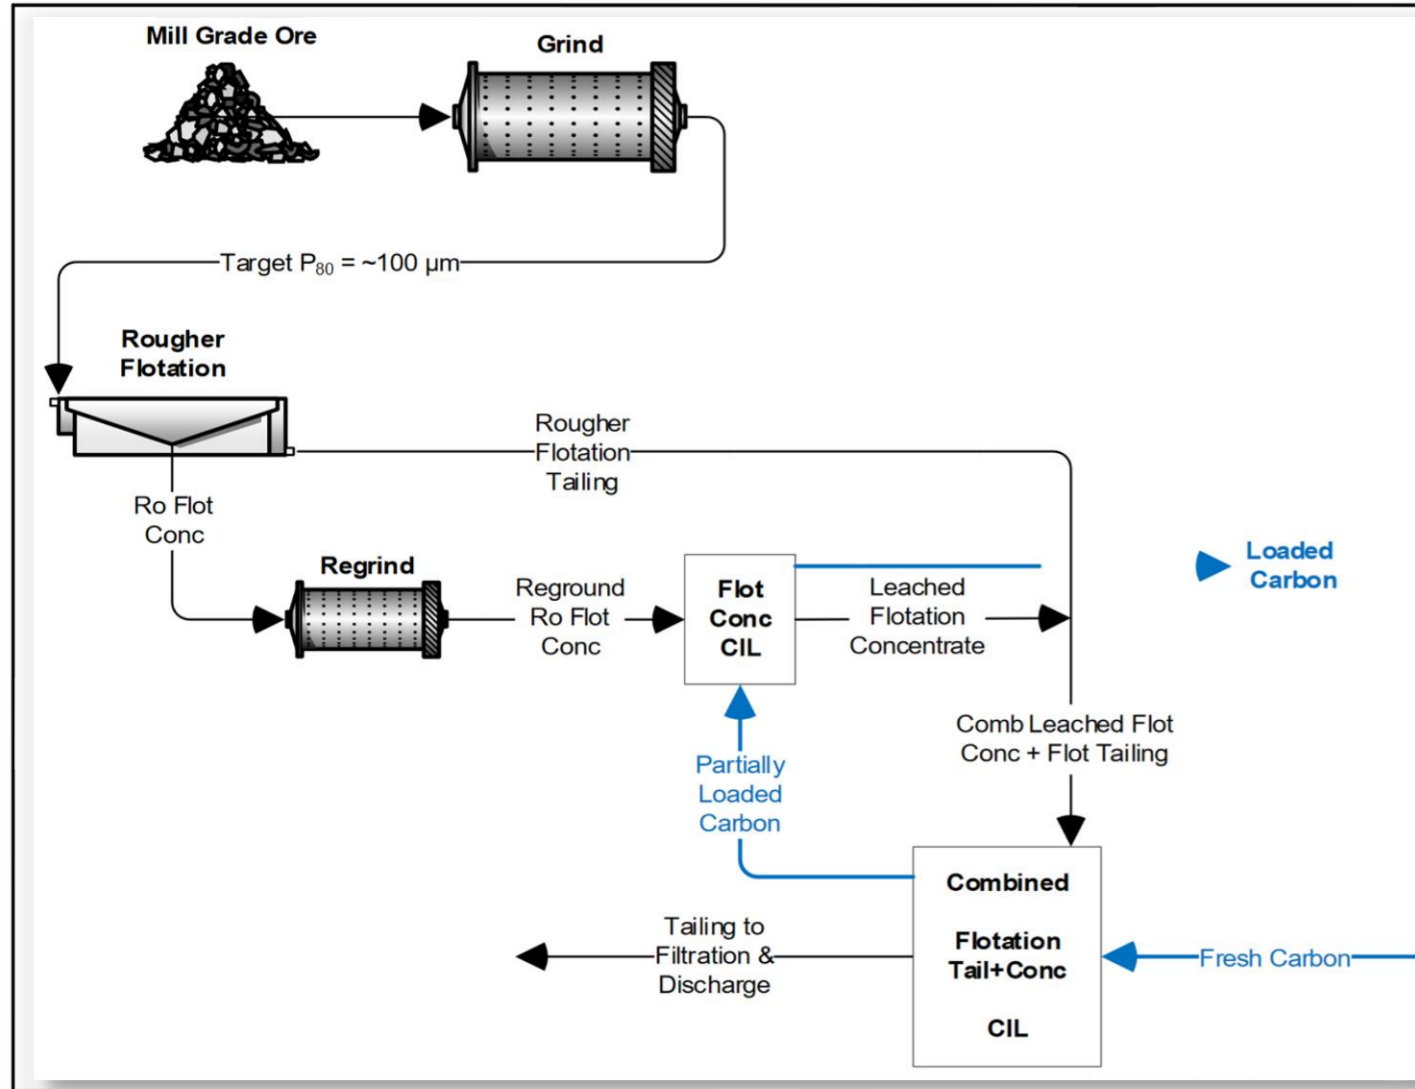 Mill Grade Ore
Grind
Target P₈₀ = ~100 µm
Rougher
Flotation
Rougher
Flotation
Tailing
Ro Flot
Conc
Regrind
Reground
Ro Flot
Conc
Flot
Conc
CIL
Leached
Flotation
Concentrate
Loaded
Carbon
Comb Leached Flot
Conc + Flot Tailing
Partially
Loaded
Carbon
Combined
Flotation
Tail+Conc
CIL
Tailing to
Filtration &
Discharge
Fresh Carbon